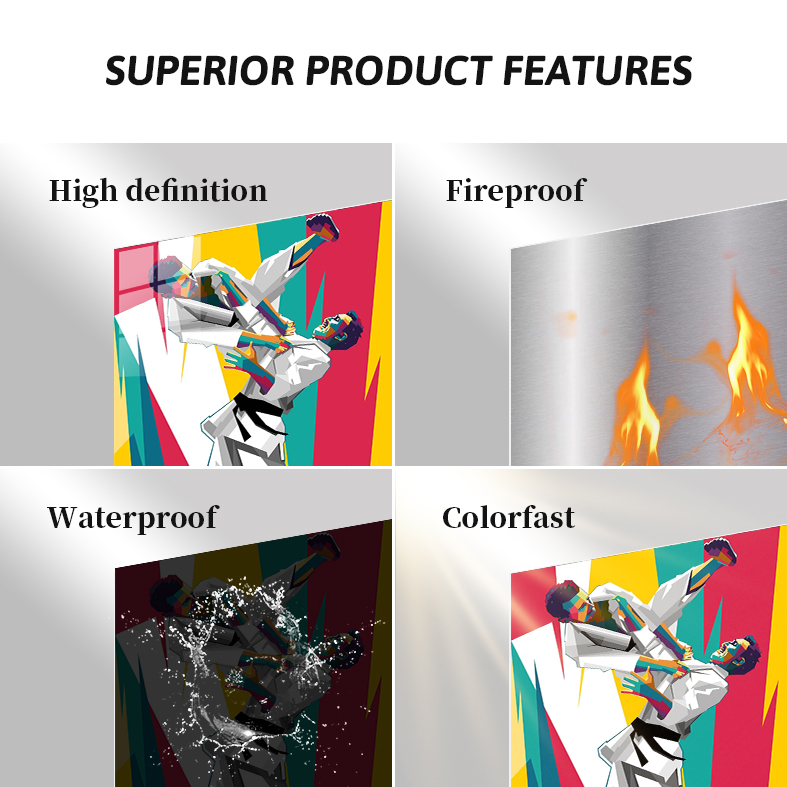 SUPERIOR PRODUCT FEATURES
High definition
Fireproof
Waterproof
Colorfast